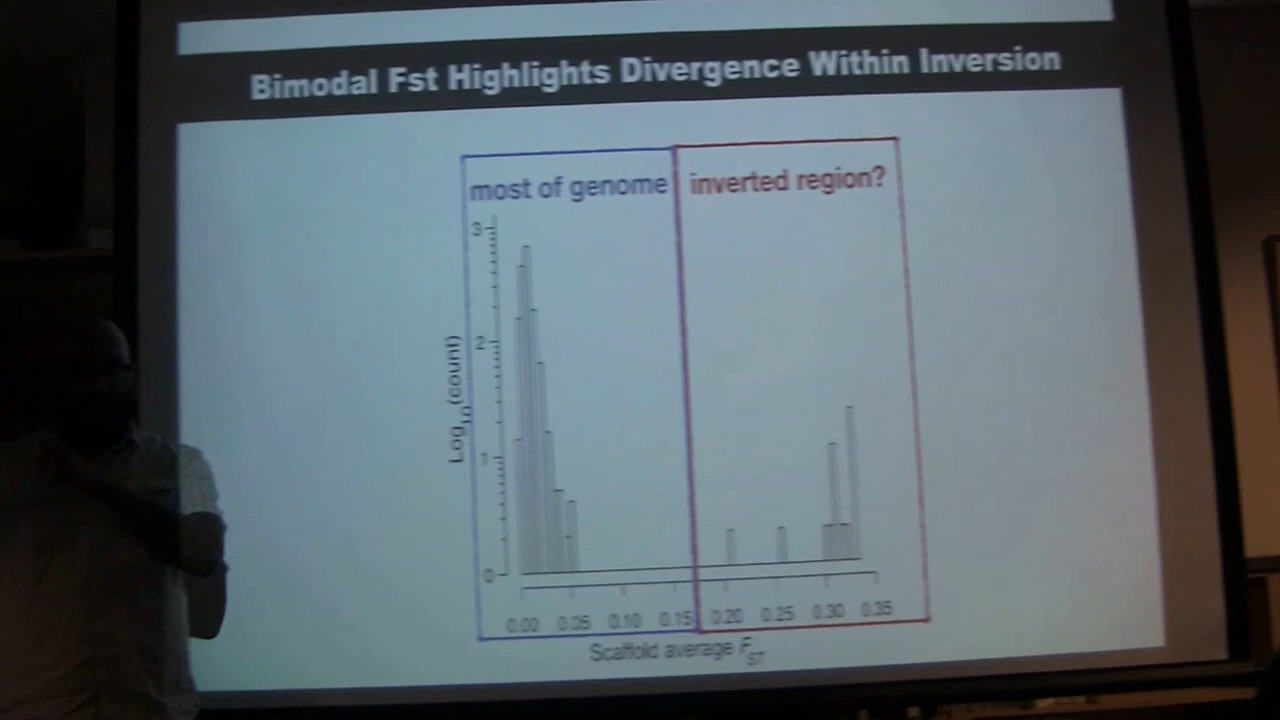 Bimodal Fst Highlights Divergence Within Inversion
most of genome
inverted region?
3
2
1
0
Log10(count)
0.00 0.05 0.10 0.15 0.20 0.25 0.30 0.35
Scaffold average FST